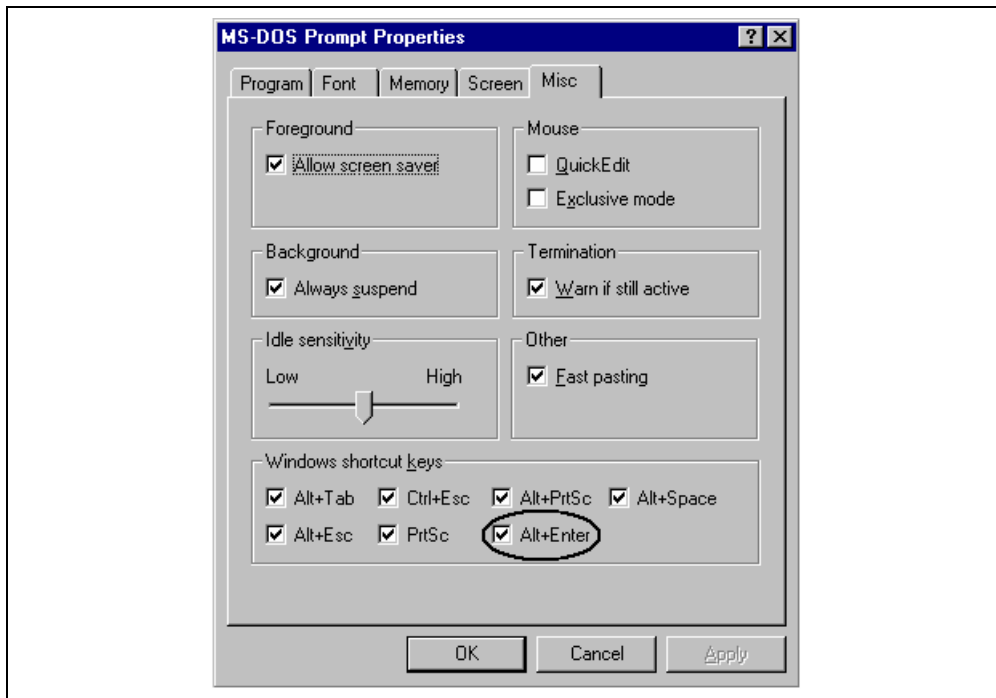 MS-DOS Prompt Properties
Program Font Memory Screen Misc
Foreground
Allow screen saver
Mouse
QuickEdit
Exclusive mode
Background
Always suspend
Termination
Warn if still active
Idle sensitivity
Low High
Other
Fast pasting
Windows shortcut keys
Alt+Tab Ctrl+Esc Alt+PrtSc Alt+Space
Alt+Esc PrtSc Alt+Enter
OK Cancel Apply